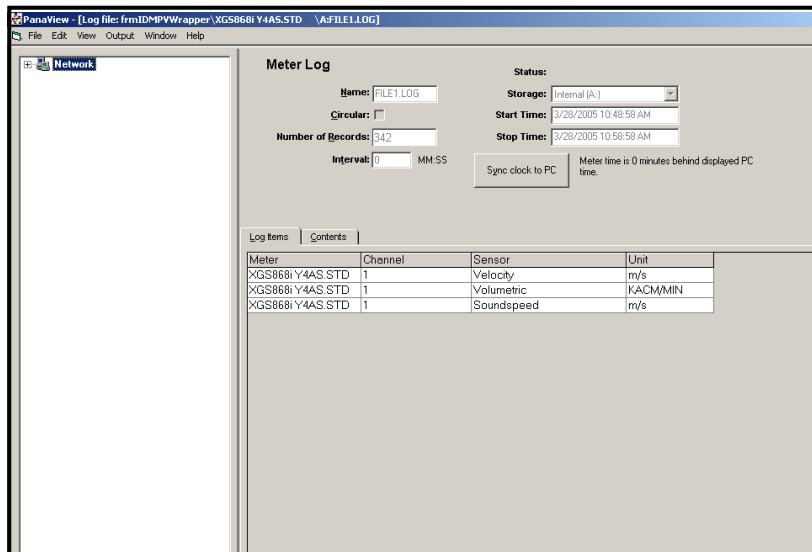 PanaView - [Log file: frmIDMPVWrapper\XGS868i Y4AS.STD \A:FILE1.LOG]
File Edit View Output Window Help
Network
Meter Log
Status:
Name: FILE1.LOG
Storage: Internal (A:)
Circular:
Start Time: 3/28/2005 10:48:58 AM
Number of Records: 342
Stop Time: 3/28/2005 10:58:58 AM
Interval: 0 MM:SS
Sync clock to PC
Meter time is 0 minutes behind displayed PC
time.
Log Items Contents
Meter Channel Sensor Unit
XGS868i Y4AS.STD 1 Velocity m/s
XGS868i Y4AS.STD 1 Volumetric KACM/MIN
XGS868i Y4AS.STD 1 Soundspeed m/s